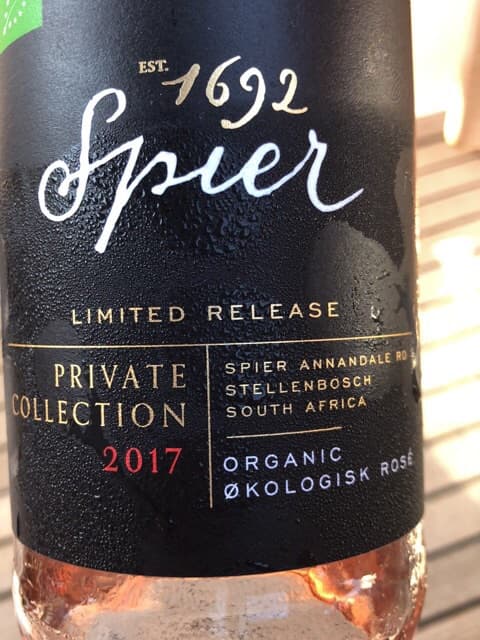 EST. 1692
Spier
LIMITED RELEASE
PRIVATE
COLLECTION
2017
SPIER ANNANDALE RD
STELLENBOSCH
SOUTH AFRICA
ORGANIC
ØKOLOGISK ROSÉ